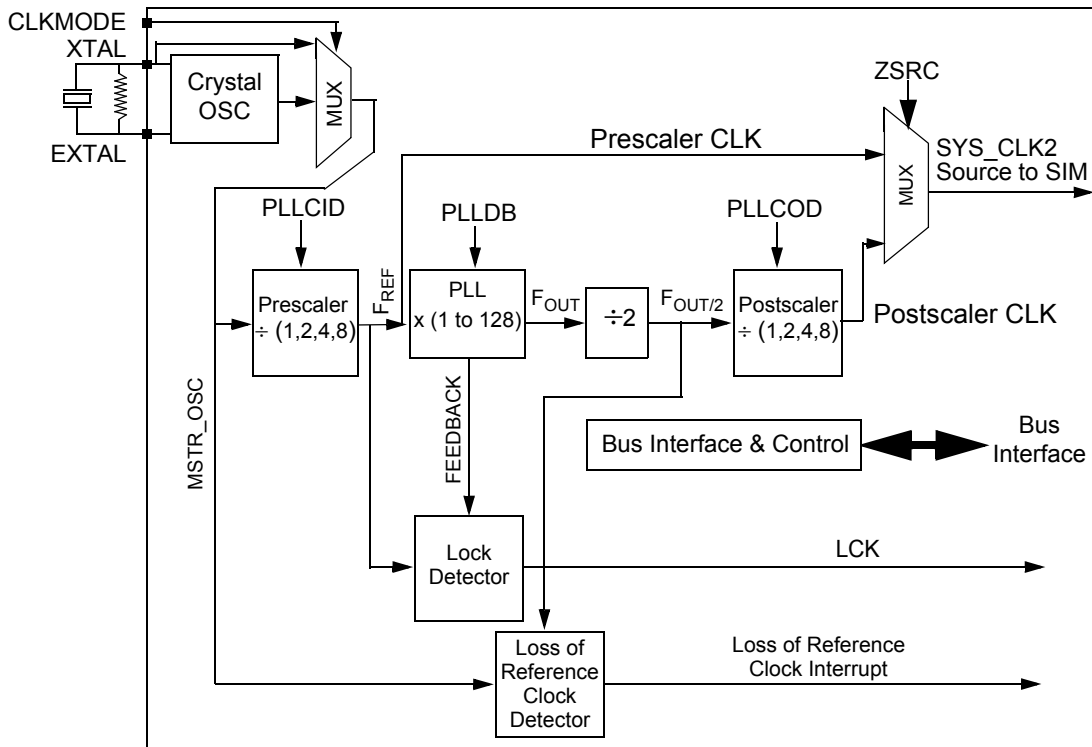 CLKMODE
XTAL
EXTAL
Crystal
OSC
MUX
ZSRC
Prescaler CLK
MUX
SYS_CLK2
Source to SIM
PLLCID
PLLDB
PLLCOD
Prescaler
÷ (1,2,4,8)
FREF
PLL
x (1 to 128)
FOUT
÷2
FOUT/2
Postscaler
÷ (1,2,4,8)
Postscaler CLK
MSTR_OSC
FEEDBACK
Bus Interface & Control
Bus
Interface
Lock
Detector
LCK
Loss of
Reference
Clock
Detector
Loss of Reference
Clock Interrupt